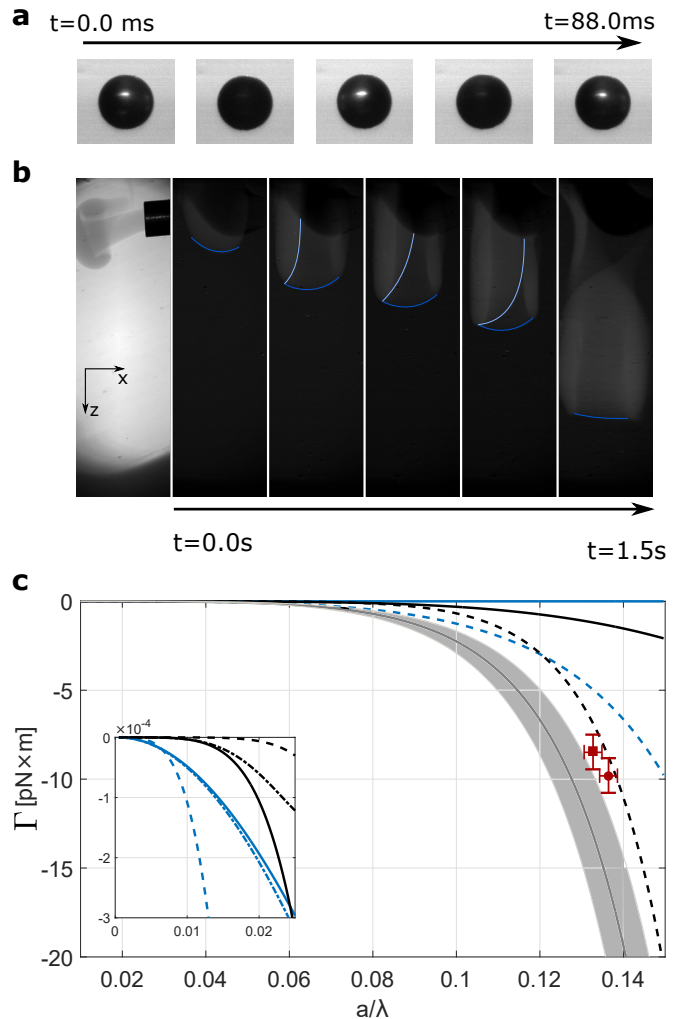 a
t=0.0 ms
t=88.0ms
b
x
z
t=0.0s
t=1.5s
c
0
-5
-10
-15
-20
Γ [pN×m]
0.02
0.04
0.06
0.08
0.1
0.12
0.14
a/λ
×10⁻⁴
0
-1
-2
-3
0
0.01
0.02